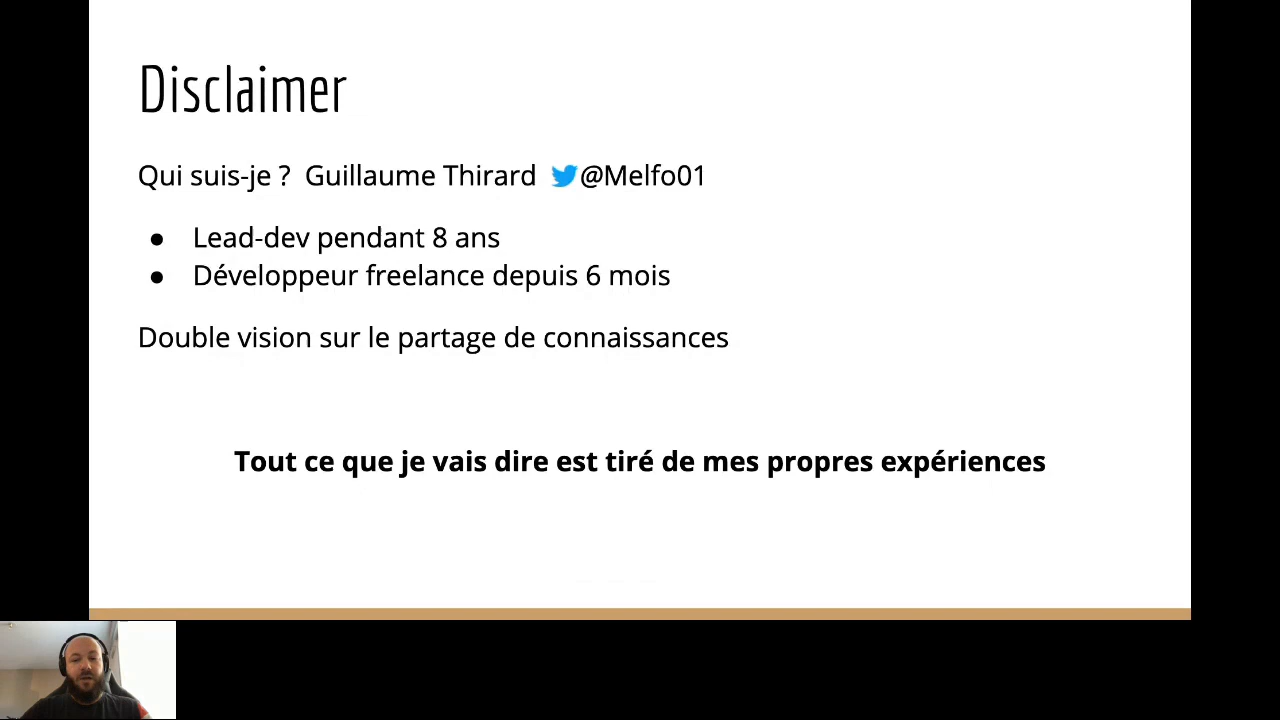 Disclaimer
Qui suis-je ? Guillaume Thirard @Melfo01
● Lead-dev pendant 8 ans
● Développeur freelance depuis 6 mois
Double vision sur le partage de connaissances
Tout ce que je vais dire est tiré de mes propres expériences